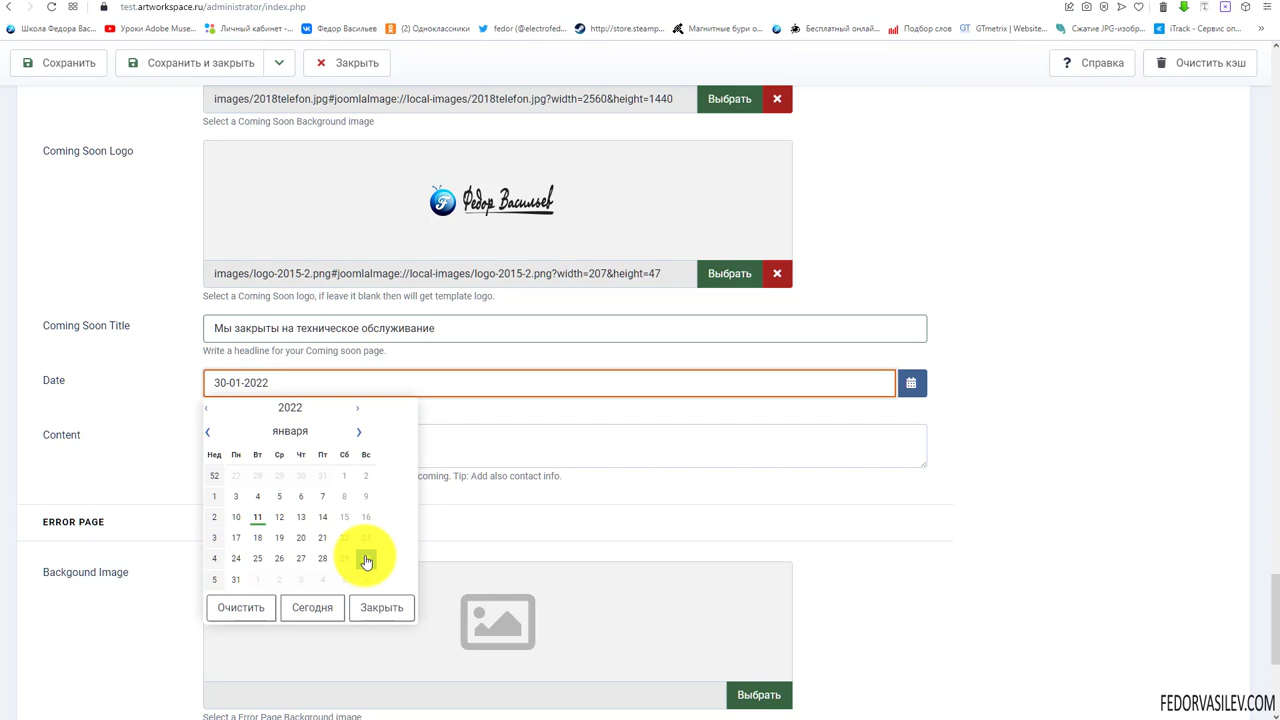 test.artworkspace.ru/administrator/index.php
Школа Федора Вас...
Уроки Adobe Muse...
Личный кабинет -...
Федор Васильев
(2) Одноклассники
fedor (@electrofed...
http://store.steamp...
Магнитные бури о...
Бесплатный онлай...
Подбор слов
GTmetrix | Website...
Сжатие JPG-изобр...
iTrack - Сервис оп...
Сохранить
Сохранить и закрыть
Закрыть
Справка
Очистить кэш
images/2018telefon.jpg#joomlaImage://local-images/2018telefon.jpg?width=2560&height=1440
Выбрать
Select a Coming Soon Background image
Coming Soon Logo
Федор Васильев
images/logo-2015-2.png#joomlaImage://local-images/logo-2015-2.png?width=207&height=47
Выбрать
Select a Coming Soon logo, if leave it blank then will get template logo.
Coming Soon Title
Мы закрыты на техническое обслуживание
Write a headline for your Coming soon page.
Date
30-01-2022
2022
января
Content
Нед Пн Вт Ср Чт Пт Сб Вс
52 27 28 29 30 31 1 2
coming. Tip: Add also contact info.
1 3 4 5 6 7 8 9
2 10 11 12 13 14 15 16
ERROR PAGE
3 17 18 19 20 21 22 23
4 24 25 26 27 28 29
Backgound Image
5 31 1 2 3 4
Очистить
Сегодня
Закрыть
Выбрать
Select a Error Page Background image
FEDORVASILEV.COM